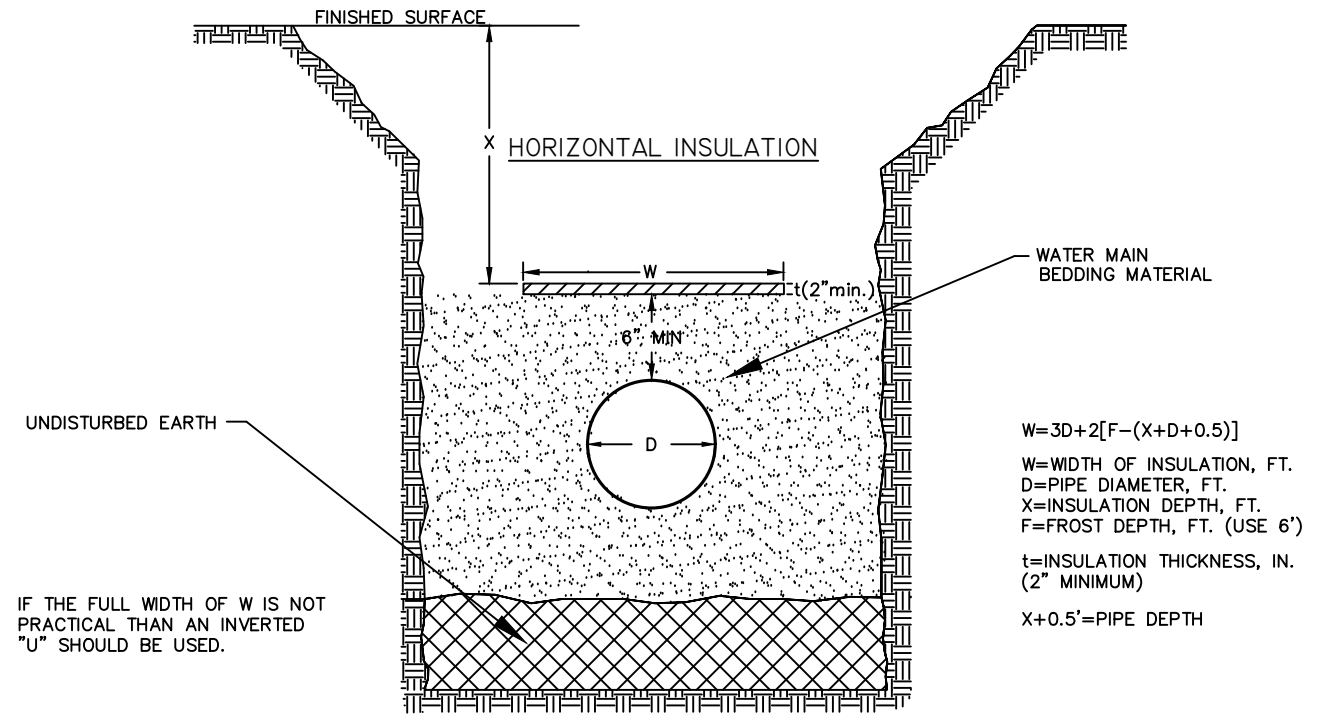 FINISHED SURFACE
X
HORIZONTAL INSULATION
W
t(2"min.)
WATER MAIN
BEDDING MATERIAL
6" MIN
D
UNDISTURBED EARTH
W=3D+2[F-(X+D+0.5)]
W=WIDTH OF INSULATION, FT.
D=PIPE DIAMETER, FT.
X=INSULATION DEPTH, FT.
F=FROST DEPTH, FT. (USE 6')
t=INSULATION THICKNESS, IN.
(2" MINIMUM)
X+0.5'=PIPE DEPTH
IF THE FULL WIDTH OF W IS NOT
PRACTICAL THAN AN INVERTED
"U" SHOULD BE USED.